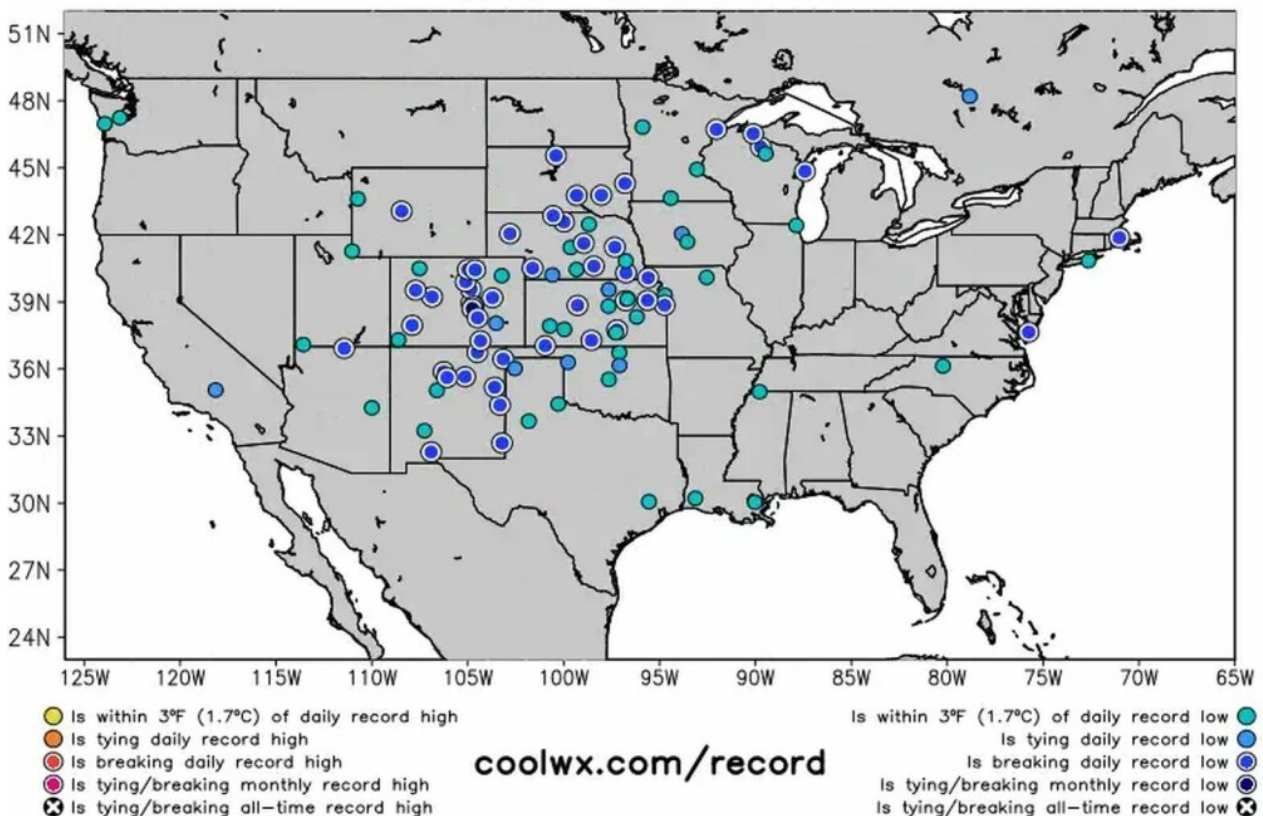 51N
48N
45N
42N
39N
36N
33N
30N
27N
24N
125W 120W 115W 110W 105W 100W 95W 90W 85W 80W 75W 70W 65W
Is within 3ºF (1.7ºC) of daily record high
Is tying daily record high
Is breaking daily record high
Is tying/breaking monthly record high
Is tying/breaking all-time record high
coolwx.com/record
Is within 3ºF (1.7ºC) of daily record low
Is tying daily record low
Is breaking daily record low
Is tying/breaking monthly record low
Is tying/breaking all-time record low